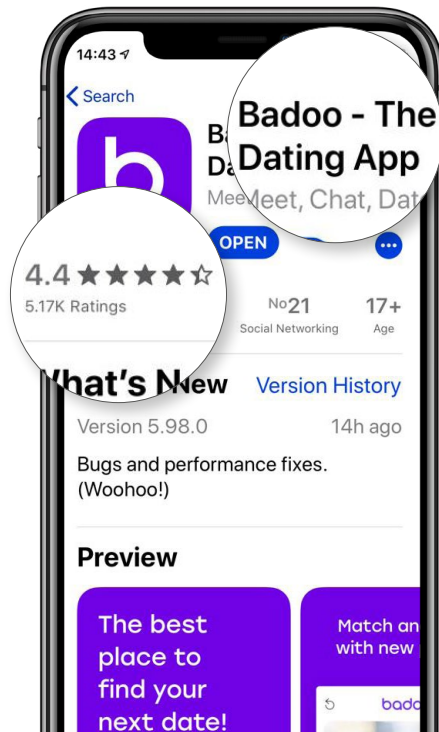 14:43
Search
Badoo - The
Dating App
Meet, Chat, Dat
OPEN
4.4
5.17K Ratings
No21
Social Networking
17+
Age
What's New
Version History
Version 5.98.0
14h ago
Bugs and performance fixes.
(Woohoo!)
Preview
The best
place to
find your
next date!
Match an
with new
bado